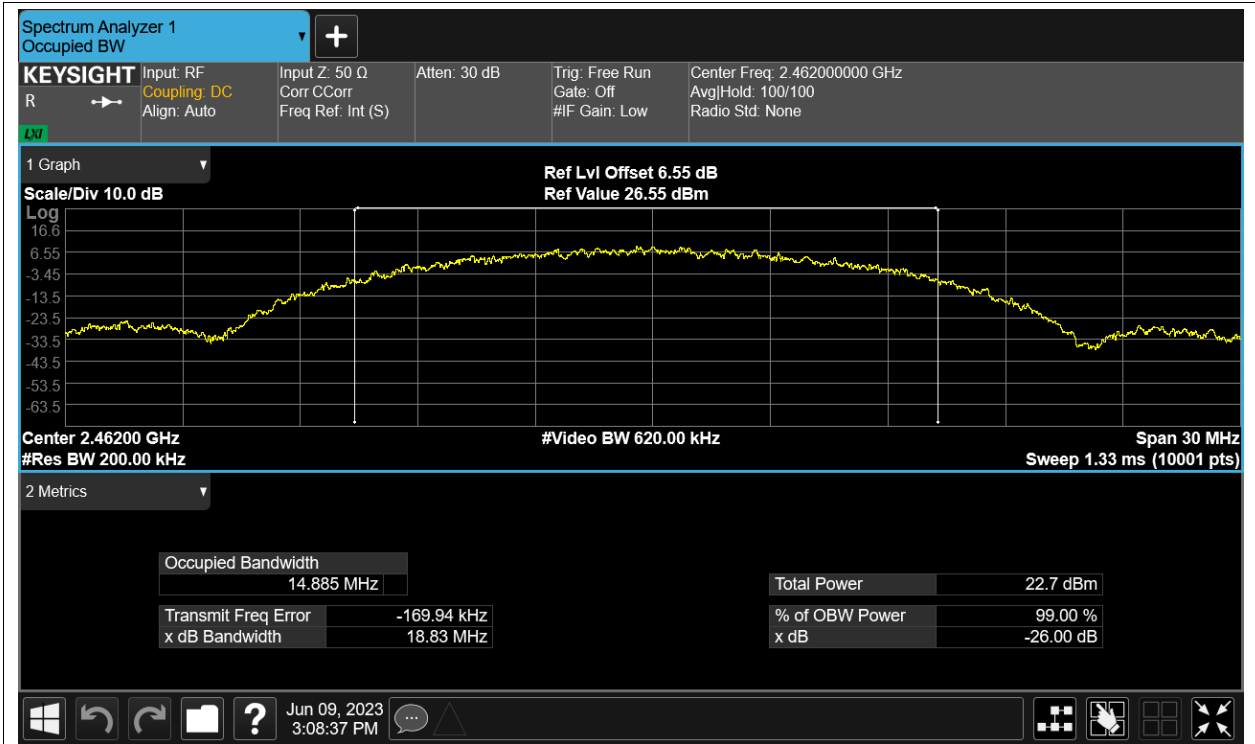 Spectrum Analyzer 1
Occupied BW
KEYSIGHT
R
LXI
Input: RF
Coupling: DC
Align: Auto
Input Z: 50 Ω
Corr CCorr
Freq Ref: Int (S)
Atten: 30 dB
Trig: Free Run
Gate: Off
#IF Gain: Low
Center Freq: 2.462000000 GHz
Avg|Hold: 100/100
Radio Std: None
1 Graph
Scale/Div 10.0 dB
Ref Lvl Offset 6.55 dB
Ref Value 26.55 dBm
Log
16.6
6.55
-3.45
-13.5
-23.5
-33.5
-43.5
-53.5
-63.5
Center 2.46200 GHz
#Video BW 620.00 kHz
Span 30 MHz
#Res BW 200.00 kHz
Sweep 1.33 ms (10001 pts)
2 Metrics
Occupied Bandwidth
14.885 MHz
Transmit Freq Error -169.94 kHz
x dB Bandwidth 18.83 MHz
Total Power 22.7 dBm
% of OBW Power 99.00 %
x dB -26.00 dB
?
Jun 09, 2023
3:08:37 PM